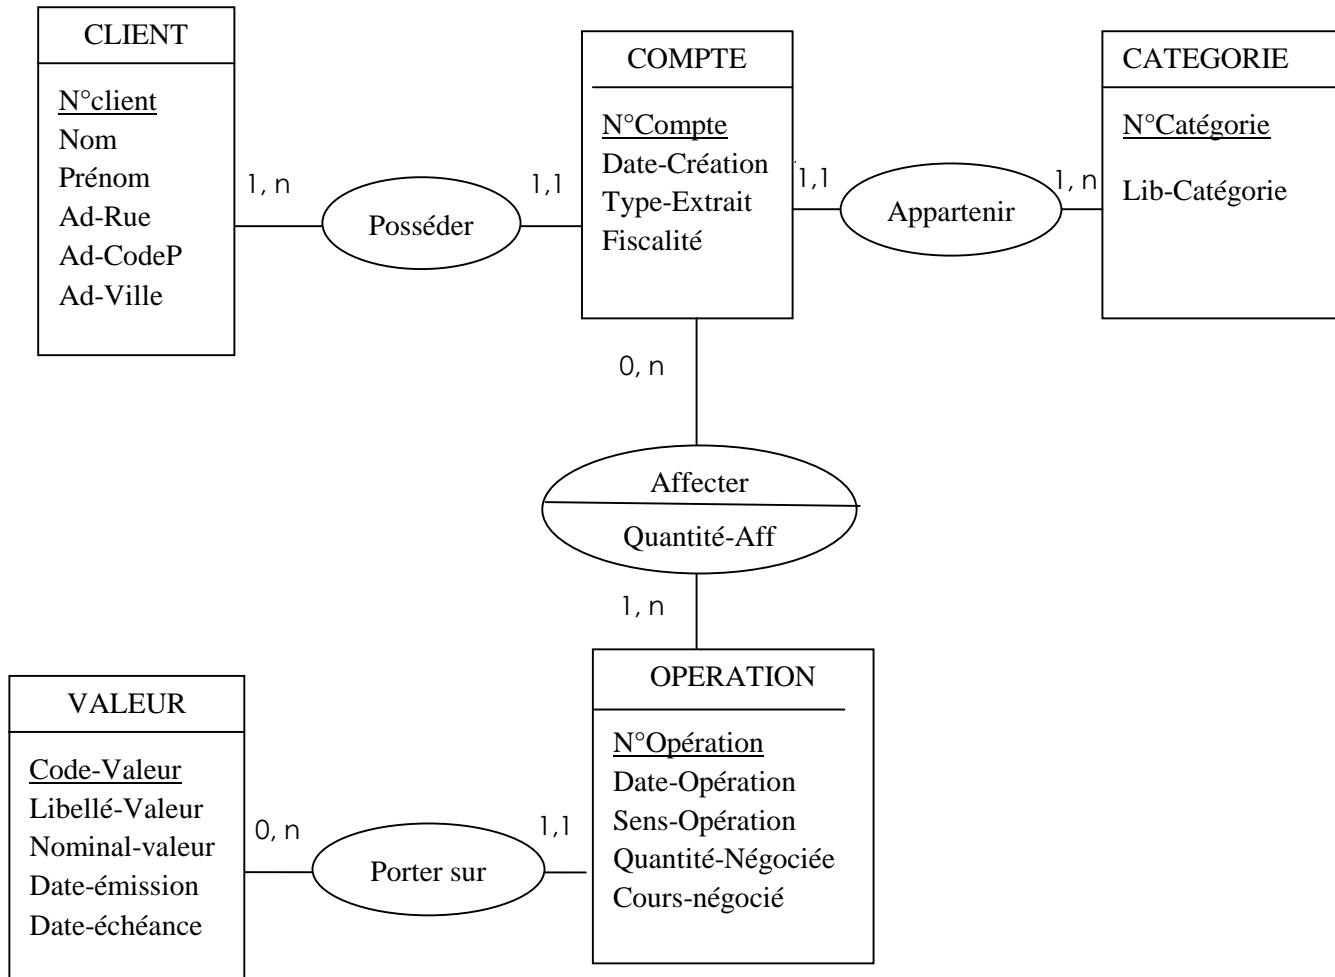 CLIENT
N°client
Nom
Prénom
Ad-Rue
Ad-CodeP
Ad-Ville
1, n
Posséder
1,1
COMPTE
N°Compte
Date-Création
Type-Extrait
Fiscalité
1,1
Appartenir
1, n
CATEGORIE
N°Catégorie
Lib-Catégorie
0, n
Affecter
Quantité-Aff
1, n
VALEUR
Code-Valeur
Libellé-Valeur
Nominal-valeur
Date-émission
Date-échéance
0, n
Porter sur
1,1
OPERATION
N°Opération
Date-Opération
Sens-Opération
Quantité-Négociée
Cours-négocié